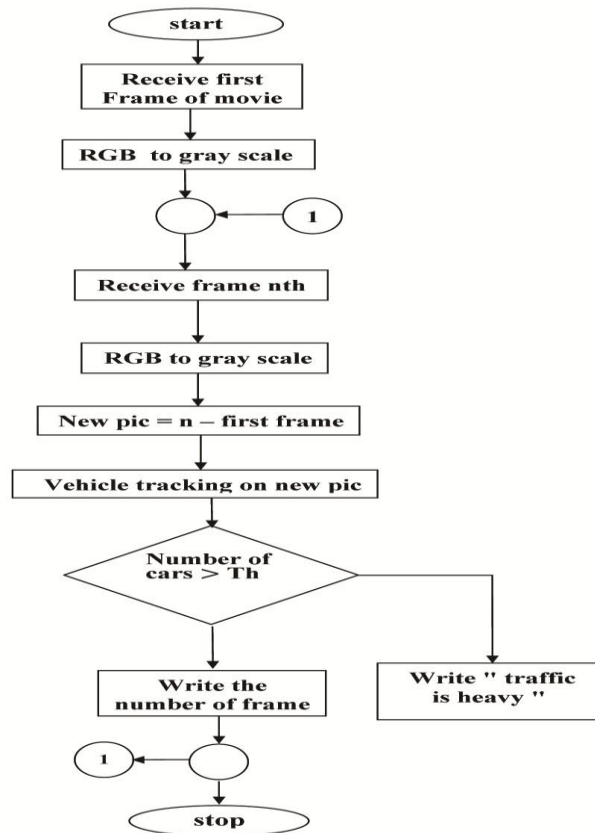 start
Receive first
Frame of movie
RGB to gray scale
1
Receive frame nth
RGB to gray scale
New pic = n – first frame
Vehicle tracking on new pic
Number of
cars > Th
Write the
number of frame
Write " traffic
is heavy "
1
stop